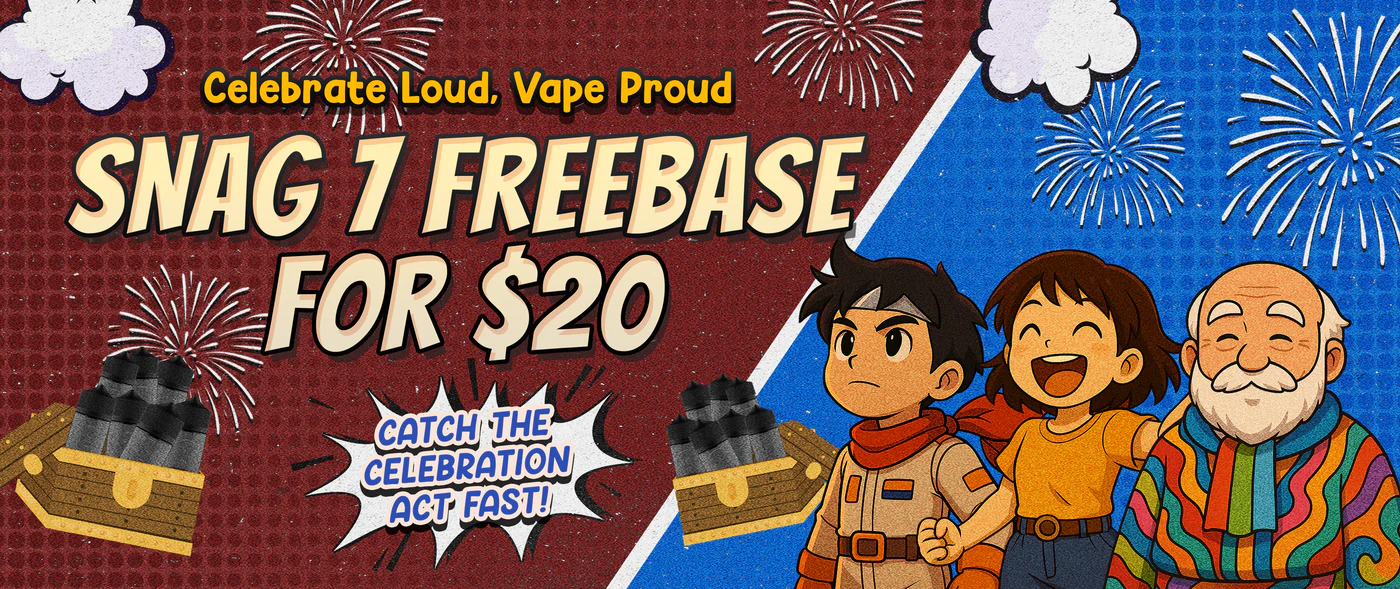 Celebrate Loud, Vape Proud
SNAG 7 FREEBASE
FOR $20
CATCH THE
CELEBRATION
ACT FAST!